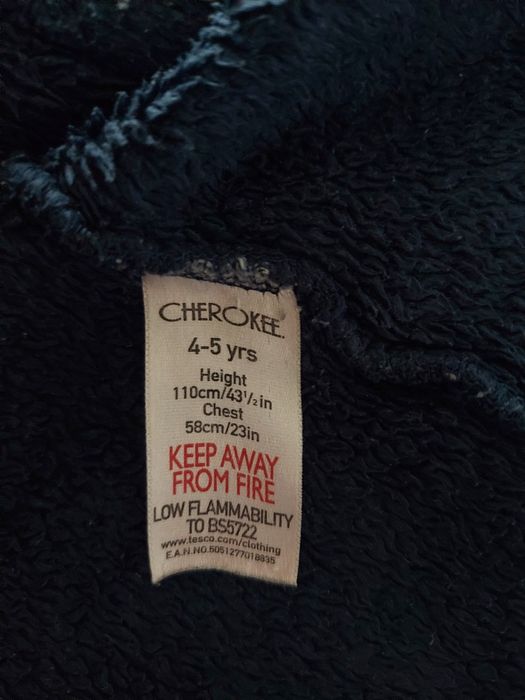 CHEROKEE.
4-5 yrs
Height
110cm/43½in
Chest
58cm/23in
KEEP AWAY
FROM FIRE
LOW FLAMMABILITY
TO BS5722
www.tesco.com/clothing
E.A.N.NO.5051277018835